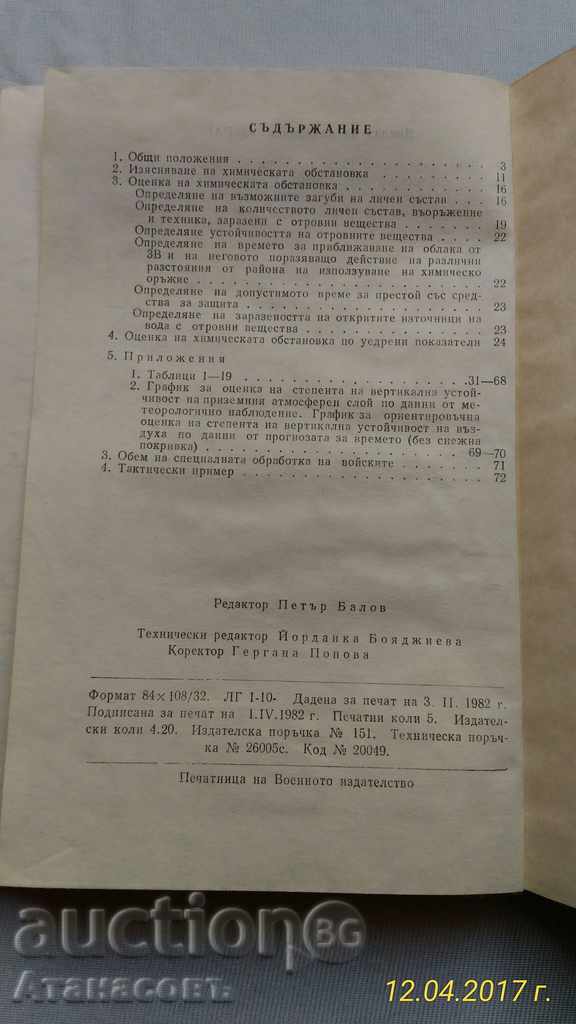 СЪДЪРЖАНИЕ
1. Общи положения . . . . . . . . . . . . . . . . 3
2. Изясняване на химическата обстановка . . . . . . . 11
3. Оценка на химическата обстановка . . . . . . . . . 16
Определяне на възможните загуби на личен състав . . . 16
Определяне на количеството личен състав, въоръжение
и техника, заразена с отровни вещества . . . . . . . 19
Определяне устойчивостта на отровните вещества . . . 22
Определяне на времето за приближаване на облака от
ЗВ и на неговото поразяващо действие на различни
разстояния от района на използуване на химическо
оръжие . . . . . . . . . . . . . . . . . . . . 22
Определяне на допустимото време за престой със сред-
ства за защита . . . . . . . . . . . . . . . . . 23
Определяне на заразеността на откритите източници на
вода с отровни вещества . . . . . . . . . . . . . 23
4. Оценка на химическата обстановка по уедрени показатели 24
5. Приложения
1. Таблици 1—19 . . . . . . . . . . . . . . . 31—68
2. График за оценка на степента на вертикална устой-
чивост на приземния атмосферен слой по данни от ме-
теорологично наблюдение. График за ориентировъчна
оценка на степента на вертикална устойчивост на въз-
духа по данни от прогнозата за времето (без снежна
покривка) . . . . . . . . . . . . . . . . . . 69—70
3. Обем на специалната обработка на войските . . . . . 71
4. Тактически пример . . . . . . . . . . . . . . . 72
Редактор Петър Балов
Технически редактор Йорданка Бояджиева
Коректор Гергана Попова
Формат 84×108/32. ЛГ I-10- Дадена за печат на 3. II. 1982 г.
Подписана за печат на 1.IV.1982 г. Печатни коли 5. Издател-
ски коли 4.20. Издателска поръчка № 151. Техническа поръч-
ка № 26005с. Код № 20049.
Печатница на Военното издателство
auction BG
Атанасовъ
12.04.2017 г.